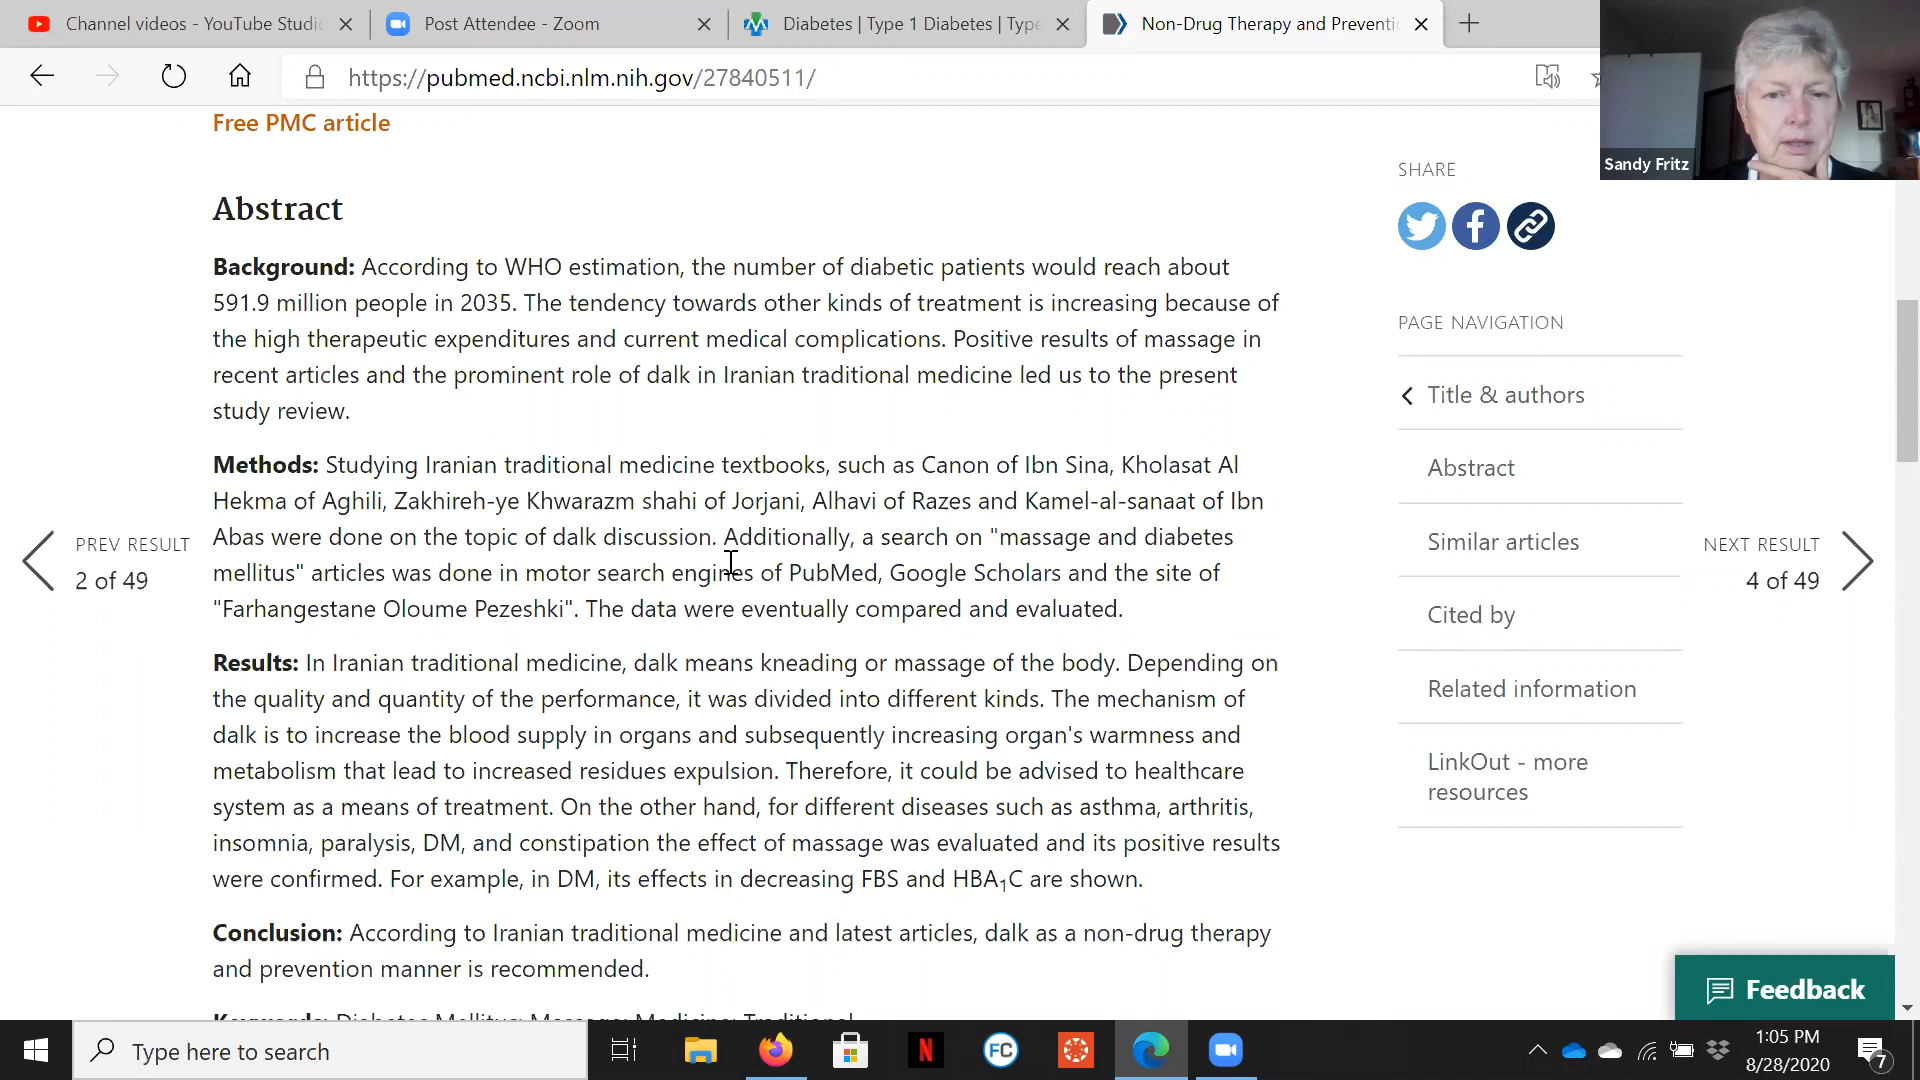 Channel videos - YouTube Studi
Post Attendee - Zoom
Diabetes | Type 1 Diabetes | Type
Non-Drug Therapy and Preventi
https://pubmed.ncbi.nlm.nih.gov/27840511/
Sandy Fritz
Free PMC article
Abstract
Background: According to WHO estimation, the number of diabetic patients would reach about
591.9 million people in 2035. The tendency towards other kinds of treatment is increasing because of
the high therapeutic expenditures and current medical complications. Positive results of massage in
recent articles and the prominent role of dalk in Iranian traditional medicine led us to the present
study review.
Methods: Studying Iranian traditional medicine textbooks, such as Canon of Ibn Sina, Kholasat Al
Hekma of Aghili, Zakhireh-ye Khwarazm shahi of Jorjani, Alhavi of Razes and Kamel-al-sanaat of Ibn
Abas were done on the topic of dalk discussion. Additionally, a search on "massage and diabetes
mellitus" articles was done in motor search engines of PubMed, Google Scholars and the site of
"Farhangestane Oloume Pezeshki". The data were eventually compared and evaluated.
Results: In Iranian traditional medicine, dalk means kneading or massage of the body. Depending on
the quality and quantity of the performance, it was divided into different kinds. The mechanism of
dalk is to increase the blood supply in organs and subsequently increasing organ's warmness and
metabolism that lead to increased residues expulsion. Therefore, it could be advised to healthcare
system as a means of treatment. On the other hand, for different diseases such as asthma, arthritis,
insomnia, paralysis, DM, and constipation the effect of massage was evaluated and its positive results
were confirmed. For example, in DM, its effects in decreasing FBS and HBA1C are shown.
Conclusion: According to Iranian traditional medicine and latest articles, dalk as a non-drug therapy
and prevention manner is recommended.
Keywords: Diabetes Mellitus; Massage; Medicine; Traditional
PREV RESULT
2 of 49
SHARE
PAGE NAVIGATION
Title & authors
Abstract
Similar articles
Cited by
Related information
LinkOut - more
resources
NEXT RESULT
4 of 49
Feedback
Type here to search
N
FC
1:05 PM
8/28/2020
7